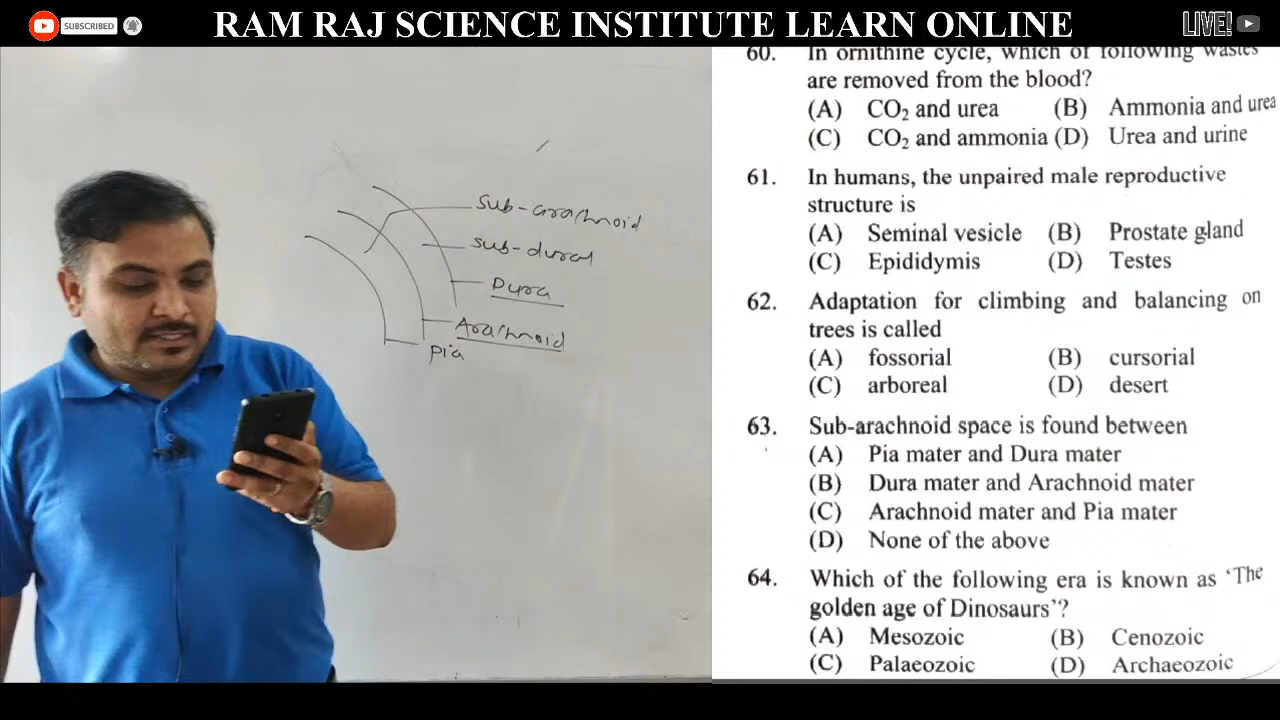 RAM RAJ SCIENCE INSTITUTE LEARN ONLINE
SUBSCRIBED
LIVE!
Sub-arachnoid
Sub-dural
Dura
Arachnoid
Pia
60. In ornithine cycle, which of following wastes
are removed from the blood?
(A) CO₂ and urea (B) Ammonia and urea
(C) CO₂ and ammonia (D) Urea and urine
61. In humans, the unpaired male reproductive
structure is
(A) Seminal vesicle (B) Prostate gland
(C) Epididymis (D) Testes
62. Adaptation for climbing and balancing on
trees is called
(A) fossorial (B) cursorial
(C) arboreal (D) desert
63. Sub-arachnoid space is found between
(A) Pia mater and Dura mater
(B) Dura mater and Arachnoid mater
(C) Arachnoid mater and Pia mater
(D) None of the above
64. Which of the following era is known as ‘The
golden age of Dinosaurs’?
(A) Mesozoic (B) Cenozoic
(C) Palaeozoic (D) Archaeozoic